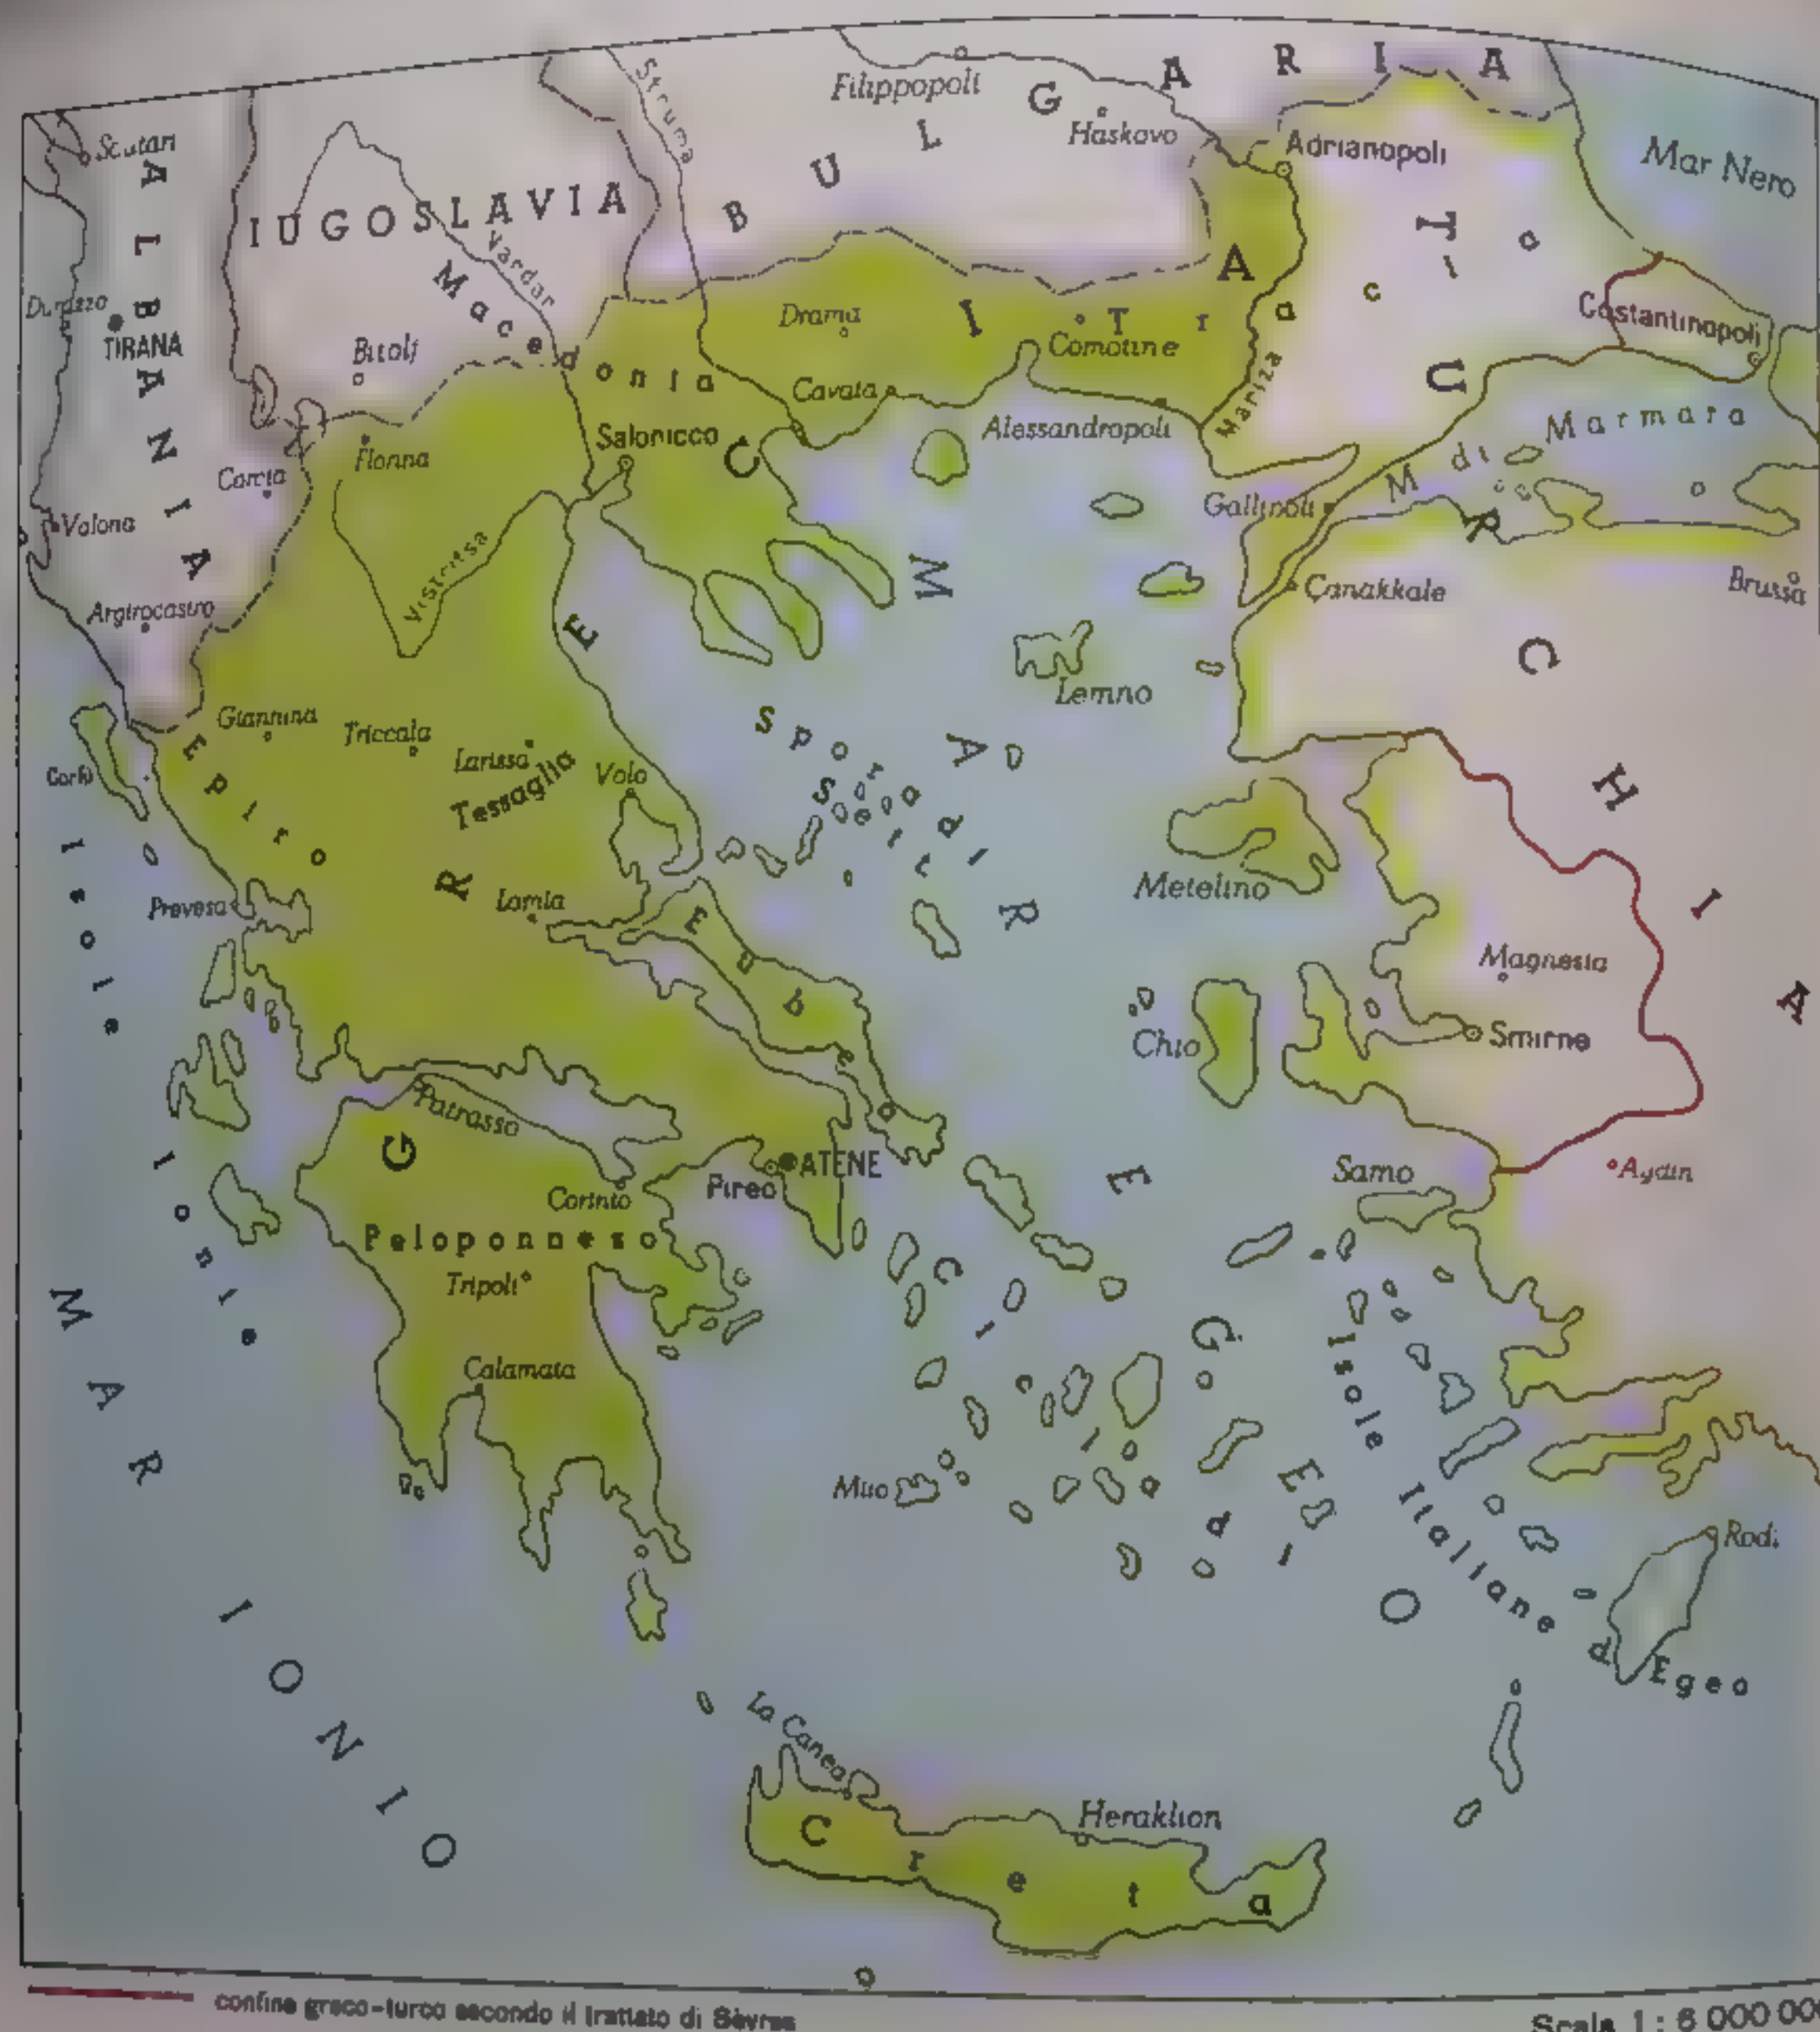 BULGARIA
Struma
Filippopoli
Haskovo
Adrianopoli
Mar Nero
Scutari
ALBANIA
IUGOSLAVIA
Vardar
Macedonia
Durazzo
TIRANA
Bitolj
Drama
Comotine
Tracia
Mariza
Costantinopoli
TURCHIA
Cavala
Alessandropoli
M di Marmara
Salonicco
Florina
Valona
Vistritsa
Gallipoli
Canakkale
Brussa
Argirocastro
Lemno
Giannina
Triccala
Larissa
Tessaglia
Volo
Epiro
Corfù
Sporadi
Sett
Metelino
Prevesa
Lamia
GRECIA
Eubea
Magnesia
Smirne
Chio
Isole Ionie
Patrasso
ATENE
Pireo
Corinto
Samo
Aydin
Peloponneso
Tripoli
Calamata
MAR EGEO
Cicladi
Isole Italiane d Egeo
Rodi
MAR IONIO
La Canea
Heraklion
Creta
confine greco-turco secondo il trattato di Sèvres
Scala 1 : 6 000 000